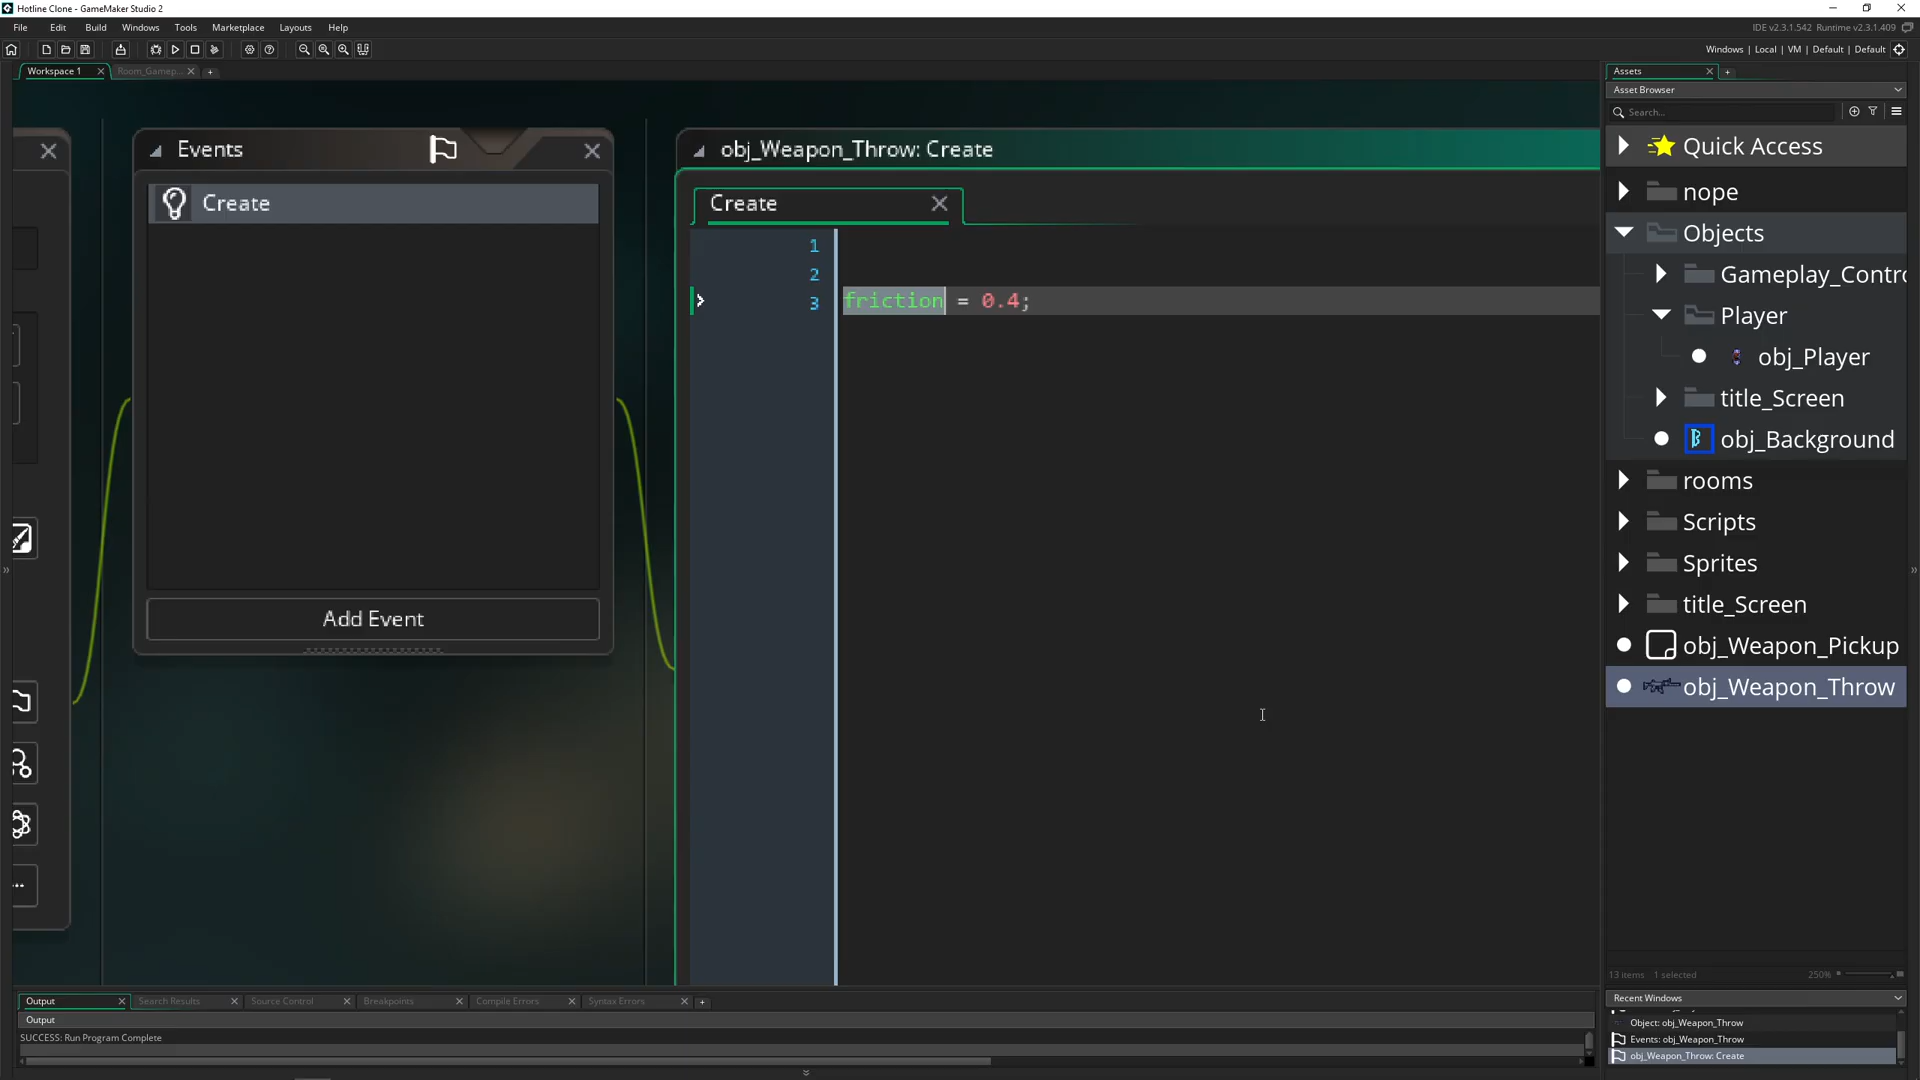 Hotline Clone - GameMaker Studio 2
File Edit Build Windows Tools Marketplace Layouts Help
IDE v2.3.1.542 Runtime v2.3.1.409
Windows | Local | VM | Default | Default
Workspace 1
Room_Gamep...
Events
Create
Add Event
obj_Weapon_Throw: Create
Create
1
2
3 friction = 0.4;
Assets
Asset Browser
Search...
Quick Access
nope
Objects
Gameplay_Contro
Player
obj_Player
title_Screen
obj_Background
rooms
Scripts
Sprites
title_Screen
obj_Weapon_Pickup
obj_Weapon_Throw
13 items 1 selected 250%
Output Search Results Source Control Breakpoints Compile Errors Syntax Errors
Output
SUCCESS: Run Program Complete
Recent Windows
Object: obj_Weapon_Throw
Events: obj_Weapon_Throw
obj_Weapon_Throw: Create